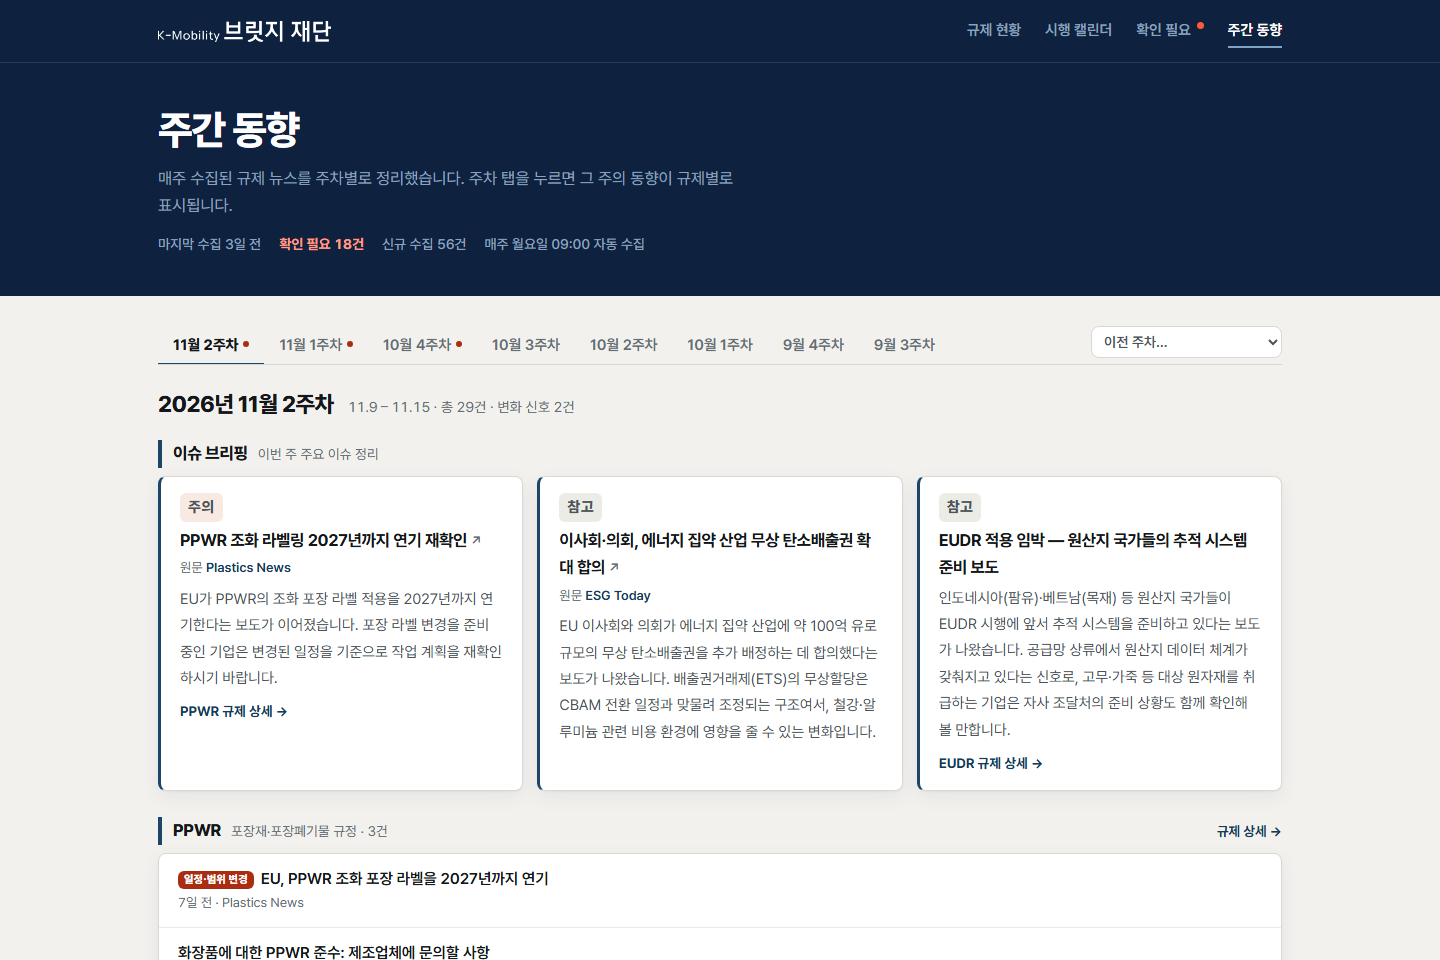 K-Mobility 브릿지 재단
규제 현황
시행 캘린더
확인 필요
주간 동향
주간 동향
매주 수집된 규제 뉴스를 주차별로 정리했습니다. 주차 탭을 누르면 그 주의 동향이 규제별로
표시됩니다.
마지막 수집 3일 전 확인 필요 18건 신규 수집 56건 매주 월요일 09:00 자동 수집
11월 2주차
11월 1주차
10월 4주차
10월 3주차
10월 2주차
10월 1주차
9월 4주차
9월 3주차
이전 주차...
2026년 11월 2주차 11.9 – 11.15 · 총 29건 · 변화 신호 2건
이슈 브리핑 이번 주 주요 이슈 정리
주의
PPWR 조화 라벨링 2027년까지 연기 재확인 ↗
원문 Plastics News
EU가 PPWR의 조화 포장 라벨 적용을 2027년까지 연
기한다는 보도가 이어졌습니다. 포장 라벨 변경을 준비
중인 기업은 변경된 일정을 기준으로 작업 계획을 재확인
하시기 바랍니다.
PPWR 규제 상세 →
참고
이사회·의회, 에너지 집약 산업 무상 탄소배출권 확
대 합의 ↗
원문 ESG Today
EU 이사회와 의회가 에너지 집약 산업에 약 100억 유로
규모의 무상 탄소배출권을 추가 배정하는 데 합의했다는
보도가 나왔습니다. 배출권거래제(ETS)의 무상할당은
CBAM 전환 일정과 맞물려 조정되는 구조여서, 철강·알
루미늄 관련 비용 환경에 영향을 줄 수 있는 변화입니다.
참고
EUDR 적용 임박 — 원산지 국가들의 추적 시스템
준비 보도
인도네시아(팜유)·베트남(목재) 등 원산지 국가들이
EUDR 시행에 앞서 추적 시스템을 준비하고 있다는 보도
가 나왔습니다. 공급망 상류에서 원산지 데이터 체계가
갖춰지고 있다는 신호로, 고무·가죽 등 대상 원자재를 취
급하는 기업은 자사 조달처의 준비 상황도 함께 확인해
볼 만합니다.
EUDR 규제 상세 →
PPWR 포장재·포장폐기물 규정 · 3건
규제 상세 →
일정·범위 변경 EU, PPWR 조화 포장 라벨을 2027년까지 연기
7일 전 · Plastics News
화장품에 대한 PPWR 준수: 제조업체에 문의할 사항